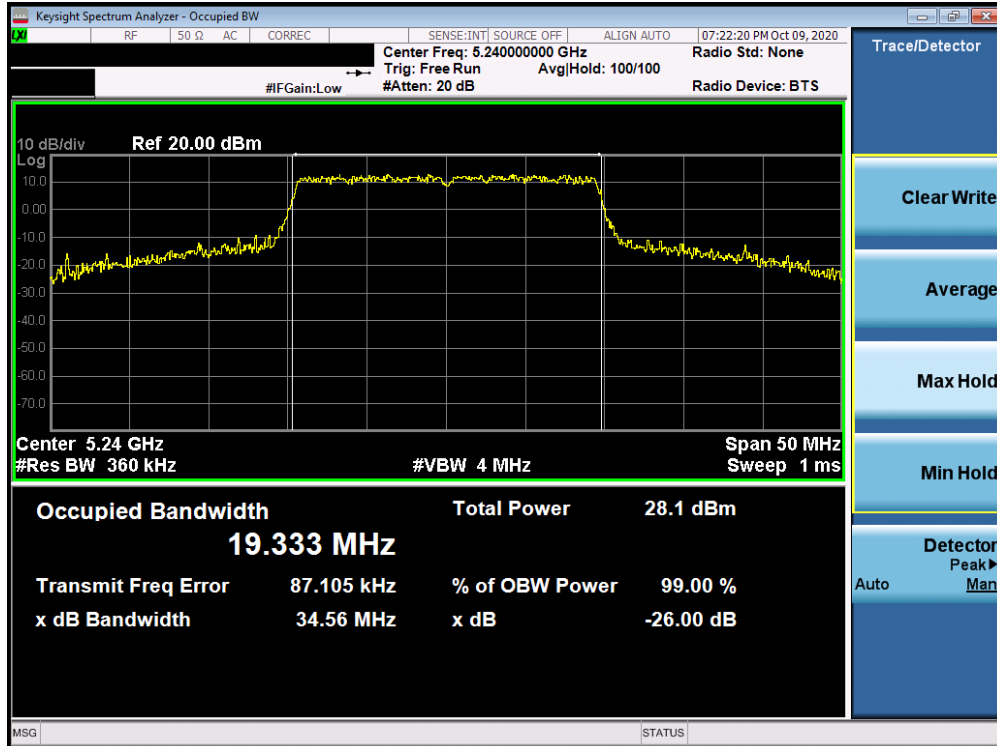 Keysight Spectrum Analyzer - Occupied BW
LXI RF 50 Ω AC CORREC SENSE:INT SOURCE OFF ALIGN AUTO 07:22:20 PM Oct 09, 2020
Center Freq: 5.240000000 GHz Radio Std: None
Trig: Free Run Avg|Hold: 100/100
#IFGain:Low #Atten: 20 dB Radio Device: BTS
10 dB/div Ref 20.00 dBm
Log
10.0
0.00
-10.0
-20.0
-30.0
-40.0
-50.0
-60.0
-70.0
Center 5.24 GHz Span 50 MHz
#Res BW 360 kHz #VBW 4 MHz Sweep 1 ms
Occupied Bandwidth Total Power 28.1 dBm
19.333 MHz
Transmit Freq Error 87.105 kHz % of OBW Power 99.00 %
x dB Bandwidth 34.56 MHz x dB -26.00 dB
MSG STATUS
Trace/Detector
Clear Write
Average
Max Hold
Min Hold
Detector
Peak▶
Auto Man